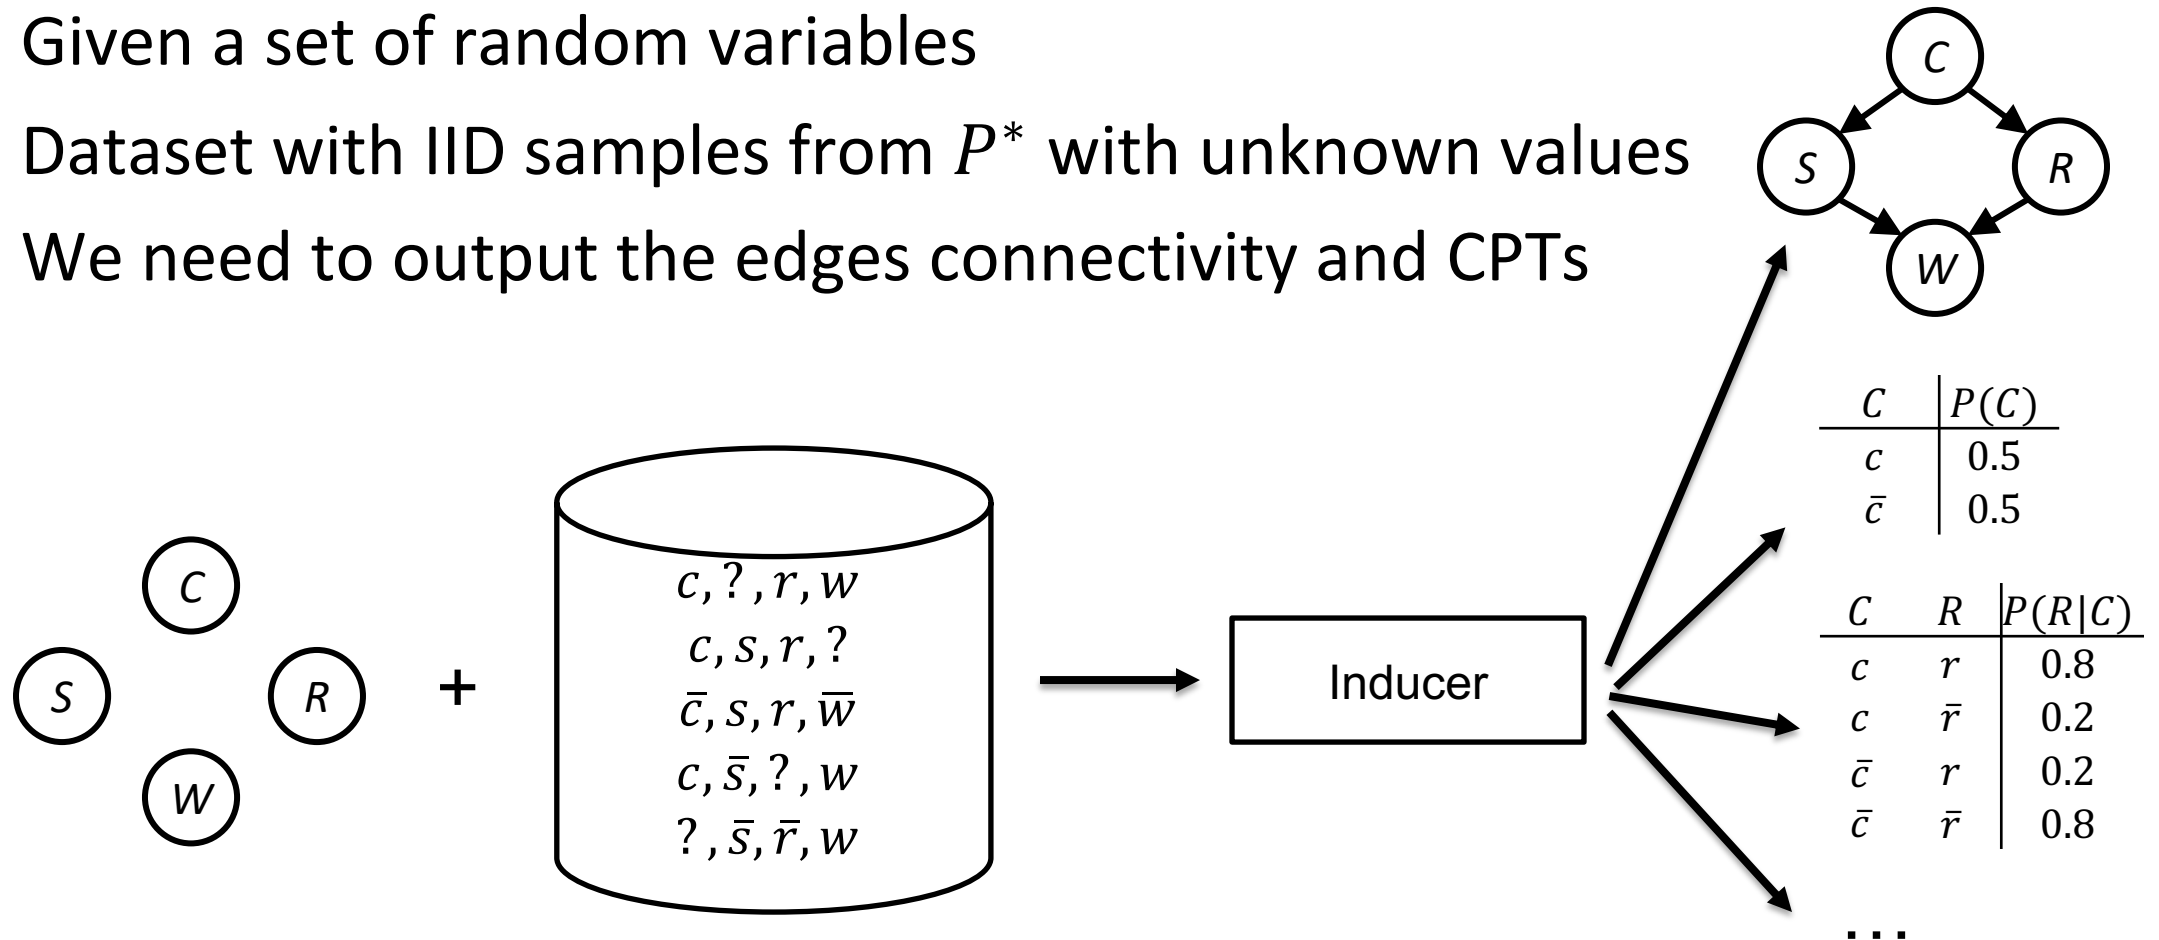 Given a set of random variables
Dataset with IID samples from P* with unknown values
We need to output the edges connectivity and CPTs
C
S
R
W
C
S
R
W
+
c, ?, r, w
c, s, r, ?
c̄, s, r, w̄
c, s̄, ?, w
?, s̄, r̄, w
Inducer
C P(C)
c 0.5
c̄ 0.5
C R P(R|C)
c r 0.8
c r̄ 0.2
c̄ r 0.2
c̄ r̄ 0.8
...